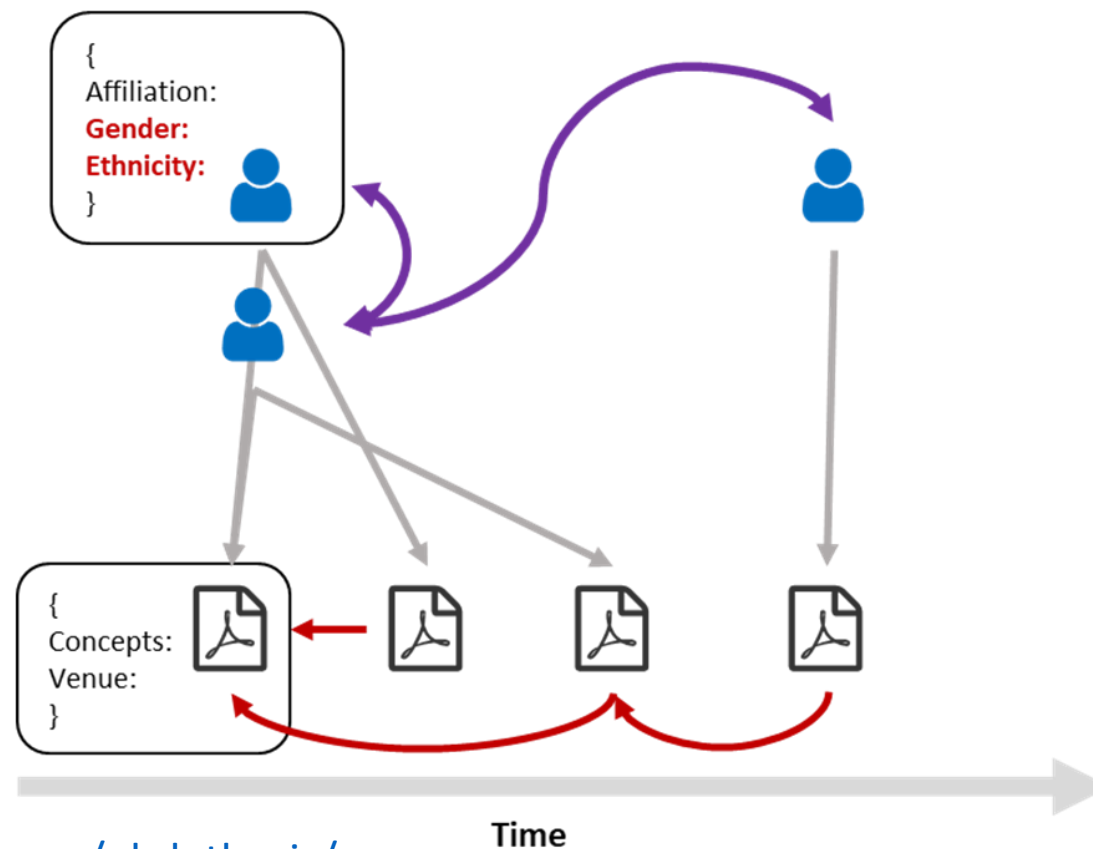 {
Affiliation:
Gender:
Ethnicity:
}
{
Concepts:
Venue:
}
Time